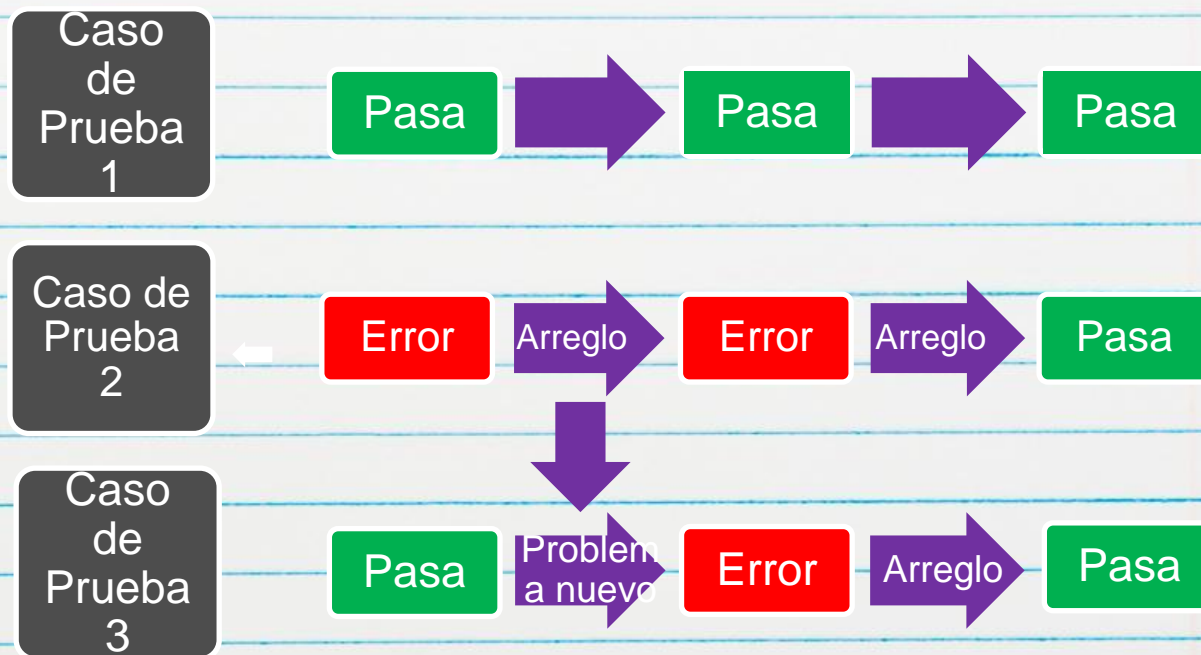 Caso
de
Prueba
1
Pasa
Pasa
Pasa
Caso de
Prueba
2
Error
Arreglo
Error
Arreglo
Pasa
Caso
de
Prueba
3
Pasa
Problem
a nuevo
Error
Arreglo
Pasa